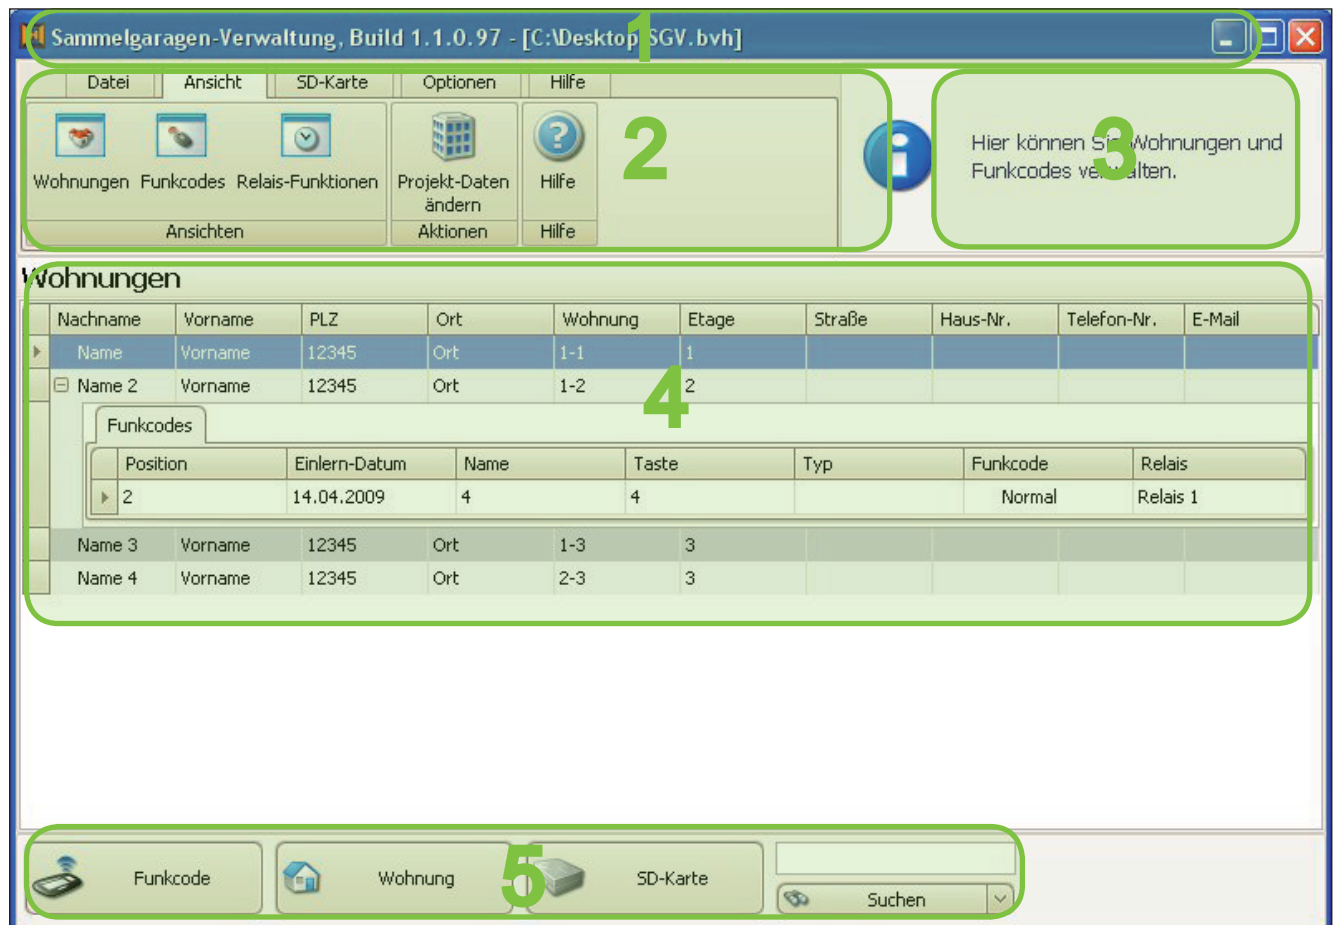 Sammelgaragen-Verwaltung, Build 1.1.0.97 - [C:\Desktop\SGV.bvh]
1
Datei Ansicht SD-Karte Optionen Hilfe
Wohnungen Funkcodes Relais-Funktionen Projekt-Daten ändern Hilfe
Ansichten Aktionen Hilfe
2
Hier können Sie Wohnungen und
Funkcodes verwalten.
3
Wohnungen
Nachname Vorname PLZ Ort Wohnung Etage Straße Haus-Nr. Telefon-Nr. E-Mail
Name Vorname 12345 Ort 1-1 1
Name 2 Vorname 12345 Ort 1-2 2
4
Funkcodes
Position Einlern-Datum Name Taste Typ Funkcode Relais
2 14.04.2009 4 4 Normal Relais 1
Name 3 Vorname 12345 Ort 1-3 3
Name 4 Vorname 12345 Ort 2-3 3
Funkcode Wohnung 5 SD-Karte
Suchen